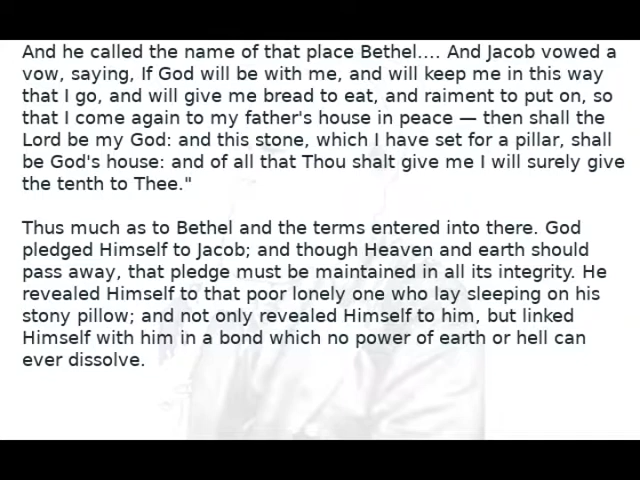 And he called the name of that place Bethel.... And Jacob vowed a
vow, saying, If God will be with me, and will keep me in this way
that I go, and will give me bread to eat, and raiment to put on, so
that I come again to my father's house in peace — then shall the
Lord be my God: and this stone, which I have set for a pillar, shall
be God's house: and of all that Thou shalt give me I will surely give
the tenth to Thee."

Thus much as to Bethel and the terms entered into there. God
pledged Himself to Jacob; and though Heaven and earth should
pass away, that pledge must be maintained in all its integrity. He
revealed Himself to that poor lonely one who lay sleeping on his
stony pillow; and not only revealed Himself to him, but linked
Himself with him in a bond which no power of earth or hell can
ever dissolve.